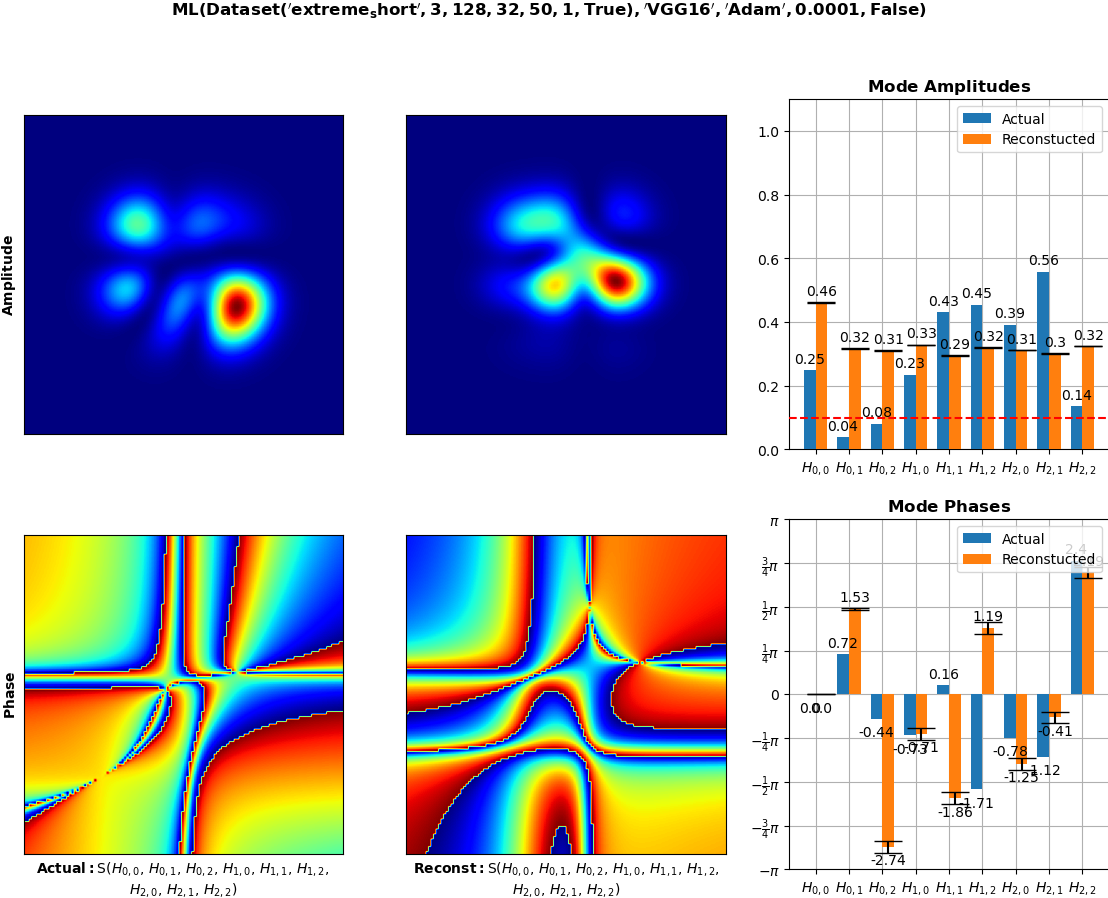 ML(Dataset('extreme_short', 3, 128, 32, 50, 1, True), 'VGG16', 'Adam', 0.0001, False)
Amplitude
Mode Amplitudes
Actual
Reconstucted
1.0
0.8
0.6
0.4
0.2
0.0
0.25 0.46 0.04 0.32 0.08 0.31 0.23 0.33 0.43 0.29 0.45 0.32 0.39 0.31 0.56 0.3 0.14 0.32
H0,0 H0,1 H0,2 H1,0 H1,1 H1,2 H2,0 H2,1 H2,2
Phase
Mode Phases
Actual
Reconstucted
π
3/4π
1/2π
1/4π
0
−1/4π
−1/2π
−3/4π
−π
0.0 0.0 0.72 1.53 -0.44 -2.74 -0.73 -0.71 0.16 -1.86 -1.71 1.19 -0.78 -1.25 -1.12 -0.41 2.4
H0,0 H0,1 H0,2 H1,0 H1,1 H1,2 H2,0 H2,1 H2,2
Actual: S(H0,0, H0,1, H0,2, H1,0, H1,1, H1,2,
H2,0, H2,1, H2,2)
Reconst: S(H0,0, H0,1, H0,2, H1,0, H1,1, H1,2,
H2,0, H2,1, H2,2)